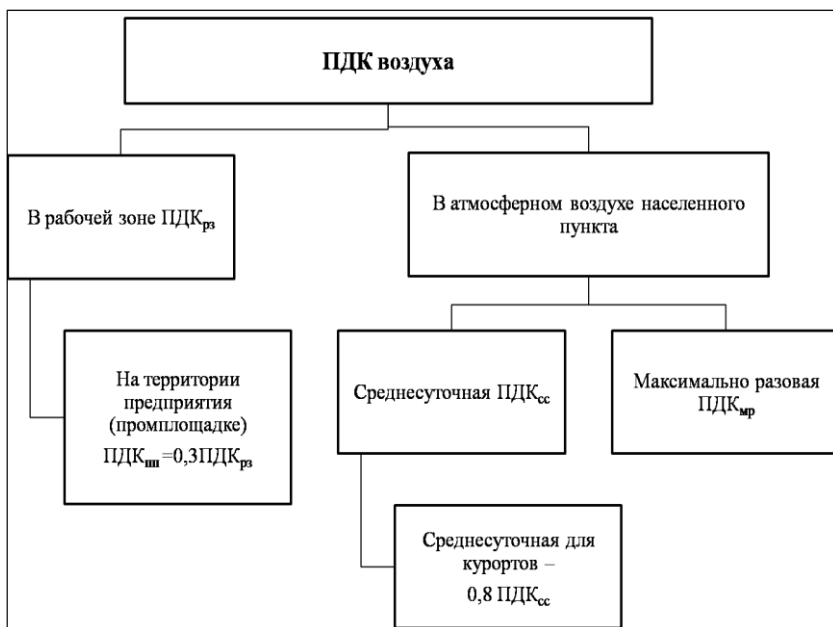 ПДК воздуха
В рабочей зоне ПДКрз
В атмосферном воздухе населенного
пункта
На территории
предприятия
(промплощадке)
ПДКпп =0,3ПДКрз
Среднесуточная ПДКсс
Максимально разовая
ПДКмр
Среднесуточная для
курортов –
0,8 ПДКсс